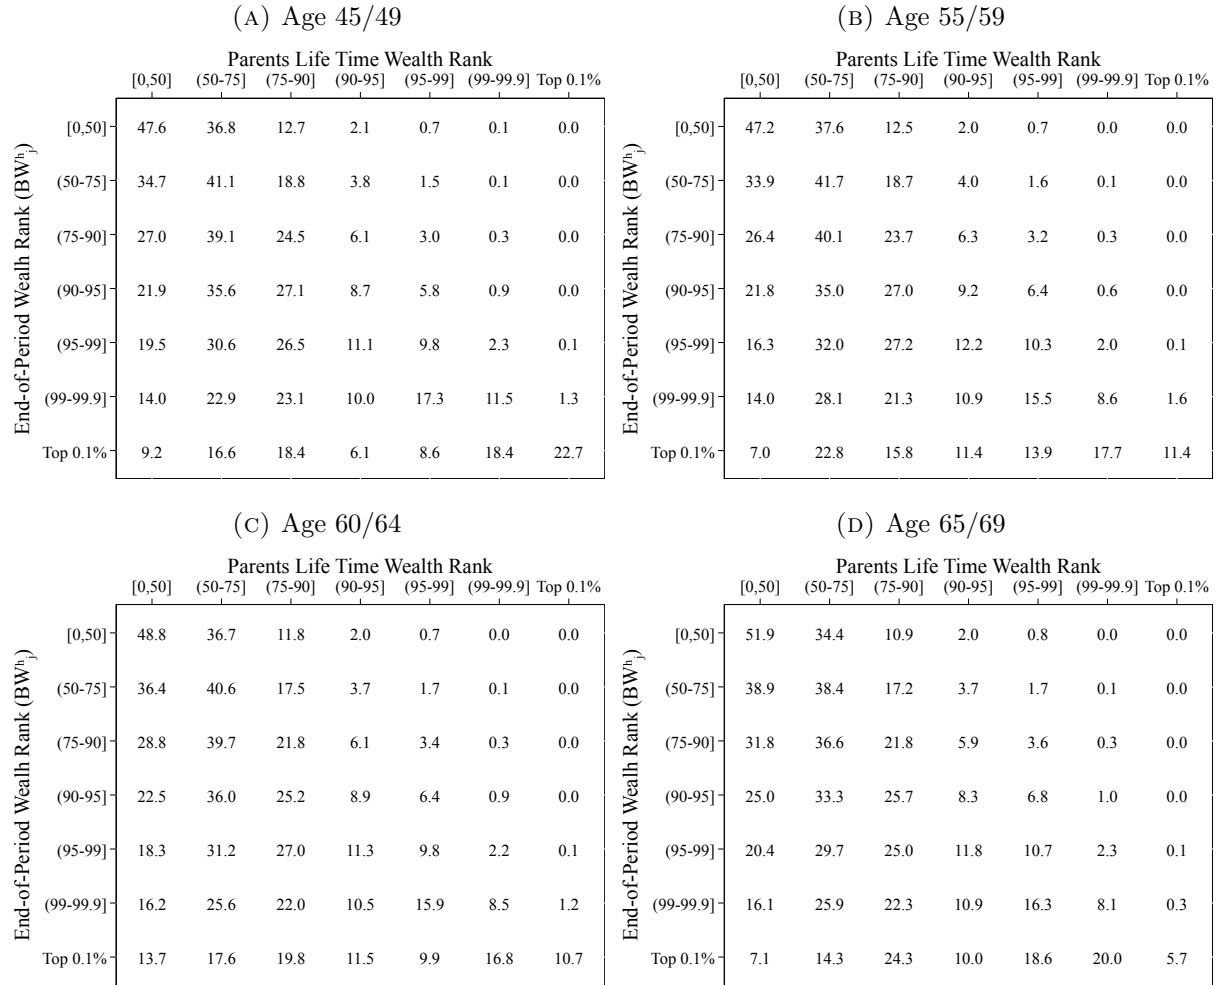 (A) Age 45/49
Parents Life Time Wealth Rank
[0,50] (50-75] (75-90] (90-95] (95-99] (99-99.9] Top 0.1%
End-of-Period Wealh Rank (BWʰⱼ)
[0,50] 47.6 36.8 12.7 2.1 0.7 0.1 0.0
(50-75] 34.7 41.1 18.8 3.8 1.5 0.1 0.0
(75-90] 27.0 39.1 24.5 6.1 3.0 0.3 0.0
(90-95] 21.9 35.6 27.1 8.7 5.8 0.9 0.0
(95-99] 19.5 30.6 26.5 11.1 9.8 2.3 0.1
(99-99.9] 14.0 22.9 23.1 10.0 17.3 11.5 1.3
Top 0.1% 9.2 16.6 18.4 6.1 8.6 18.4 22.7
(B) Age 55/59
Parents Life Time Wealth Rank
[0,50] (50-75] (75-90] (90-95] (95-99] (99-99.9] Top 0.1%
End-of-Period Wealh Rank (BWʰⱼ)
[0,50] 47.2 37.6 12.5 2.0 0.7 0.0 0.0
(50-75] 33.9 41.7 18.7 4.0 1.6 0.1 0.0
(75-90] 26.4 40.1 23.7 6.3 3.2 0.3 0.0
(90-95] 21.8 35.0 27.0 9.2 6.4 0.6 0.0
(95-99] 16.3 32.0 27.2 12.2 10.3 2.0 0.1
(99-99.9] 14.0 28.1 21.3 10.9 15.5 8.6 1.6
Top 0.1% 7.0 22.8 15.8 11.4 13.9 17.7 11.4
(C) Age 60/64
Parents Life Time Wealth Rank
[0,50] (50-75] (75-90] (90-95] (95-99] (99-99.9] Top 0.1%
End-of-Period Wealh Rank (BWʰⱼ)
[0,50] 48.8 36.7 11.8 2.0 0.7 0.0 0.0
(50-75] 36.4 40.6 17.5 3.7 1.7 0.1 0.0
(75-90] 28.8 39.7 21.8 6.1 3.4 0.3 0.0
(90-95] 22.5 36.0 25.2 8.9 6.4 0.9 0.0
(95-99] 18.3 31.2 27.0 11.3 9.8 2.2 0.1
(99-99.9] 16.2 25.6 22.0 10.5 15.9 8.5 1.2
Top 0.1% 13.7 17.6 19.8 11.5 9.9 16.8 10.7
(D) Age 65/69
Parents Life Time Wealth Rank
[0,50] (50-75] (75-90] (90-95] (95-99] (99-99.9] Top 0.1%
End-of-Period Wealh Rank (BWʰⱼ)
[0,50] 51.9 34.4 10.9 2.0 0.8 0.0 0.0
(50-75] 38.9 38.4 17.2 3.7 1.7 0.1 0.0
(75-90] 31.8 36.6 21.8 5.9 3.6 0.3 0.0
(90-95] 25.0 33.3 25.7 8.3 6.8 1.0 0.0
(95-99] 20.4 29.7 25.0 11.8 10.7 2.3 0.1
(99-99.9] 16.1 25.9 22.3 10.9 16.3 8.1 0.3
Top 0.1% 7.1 14.3 24.3 10.0 18.6 20.0 5.7